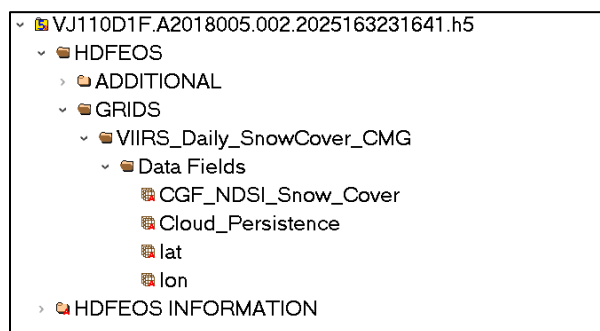 VJ110D1F.A2018005.002.2025163231641.h5
HDFEOS
ADDITIONAL
GRIDS
VIIRS_Daily_SnowCover_CMG
Data Fields
CGF_NDSI_Snow_Cover
Cloud_Persistence
lat
lon
HDFEOS INFORMATION